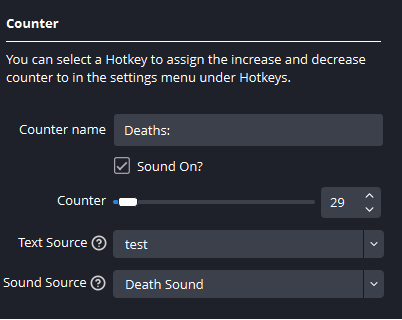 Counter
You can select a Hotkey to assign the increase and decrease
counter to in the settings menu under Hotkeys.
Counter name Deaths:
Sound On?
Counter 29
Text Source ? test
Sound Source ? Death Sound